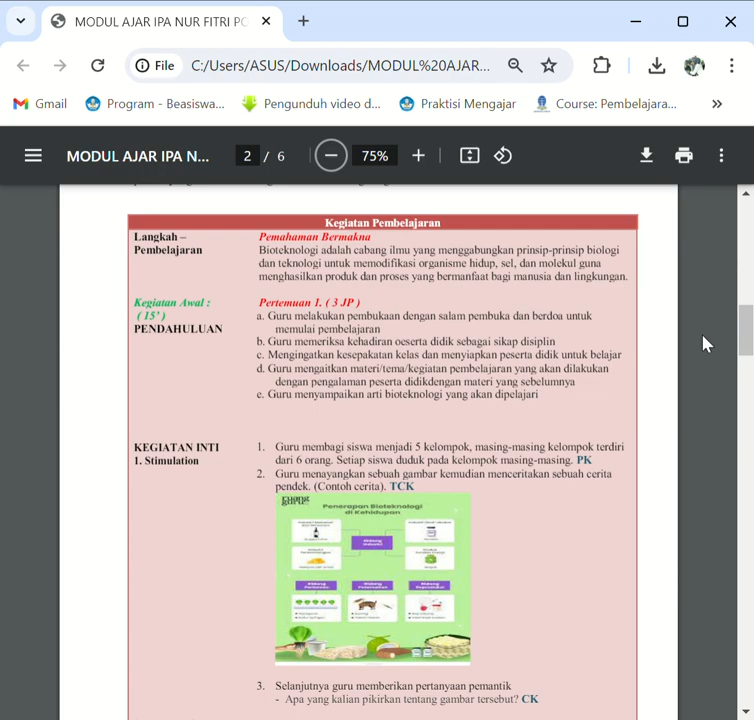 MODUL AJAR IPA NUR FITRI PO
File
C:/Users/ASUS/Downloads/MODUL%20AJAR...
Gmail
Program - Beasiswa...
Pengunduh video d...
Praktisi Mengajar
Course: Pembelajara...
»
MODUL AJAR IPA N...
2 / 6
75%
Kegiatan Pembelajaran
Langkah –
Pembelajaran
Pemahaman Bermakna
Bioteknologi adalah cabang ilmu yang menggabungkan prinsip-prinsip biologi
dan teknologi untuk memodifikasi organisme hidup, sel, dan molekul guna
menghasilkan produk dan proses yang bermanfaat bagi manusia dan lingkungan.
Kegiatan Awal :
( 15’ )
PENDAHULUAN
Pertemuan 1. ( 3 JP )
a. Guru melakukan pembukaan dengan salam pembuka dan berdoa untuk
memulai pembelajaran
b. Guru memeriksa kehadiran oeserta didik sebagai sikap disiplin
c. Mengingatkan kesepakatan kelas dan menyiapkan peserta didik untuk belajar
d. Guru mengaitkan materi/tema/kegiatan pembelajaran yang akan dilakukan
dengan pengalaman peserta didikdengan materi yang sebelumnya
e. Guru menyampaikan arti bioteknologi yang akan dipelajari
KEGIATAN INTI
1. Stimulation
1. Guru membagi siswa menjadi 5 kelompok, masing-masing kelompok terdiri
dari 6 orang. Setiap siswa duduk pada kelompok masing-masing. PK
2. Guru menayangkan sebuah gambar kemudian menceritakan sebuah cerita
pendek. (Contoh cerita). TCK
ruang
guru
Penerapan Bioteknologi
di Kehidupan
3. Selanjutnya guru memberikan pertanyaan pemantik
- Apa yang kalian pikirkan tentang gambar tersebut? CK